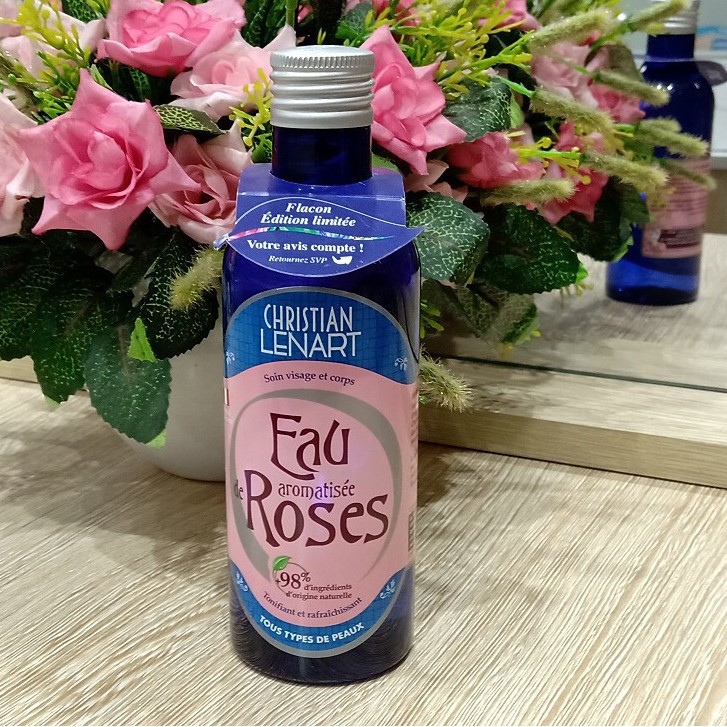 Flacon
Édition limitée
Votre avis compte !
Retournez SVP
CHRISTIAN
LENART
Soin visage et corps
Eau
de aromatisée
Roses
+98%
d'ingrédients
d'origine naturelle
Tonifiant et rafraîchissant
TOUS TYPES DE PEAUX